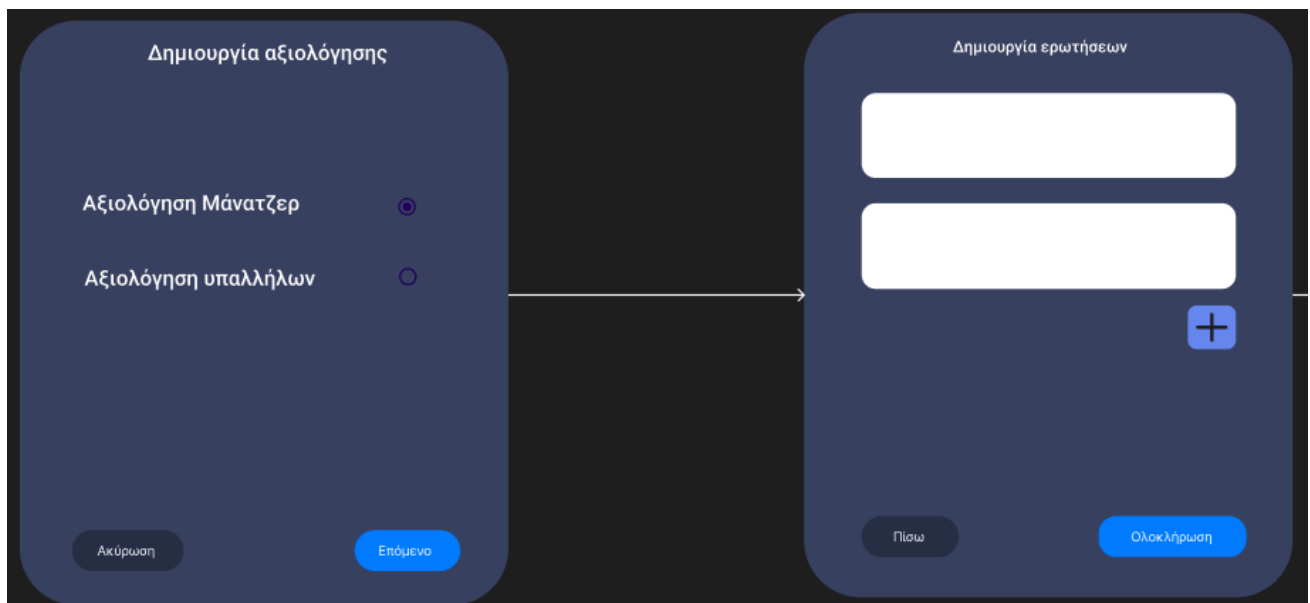 Δημιουργία αξιολόγησης
Αξιολόγηση Μάνατζερ
Αξιολόγηση υπαλλήλων
Ακύρωση
Επόμενο
Δημιουργία ερωτήσεων
Πίσω
Ολοκλήρωση